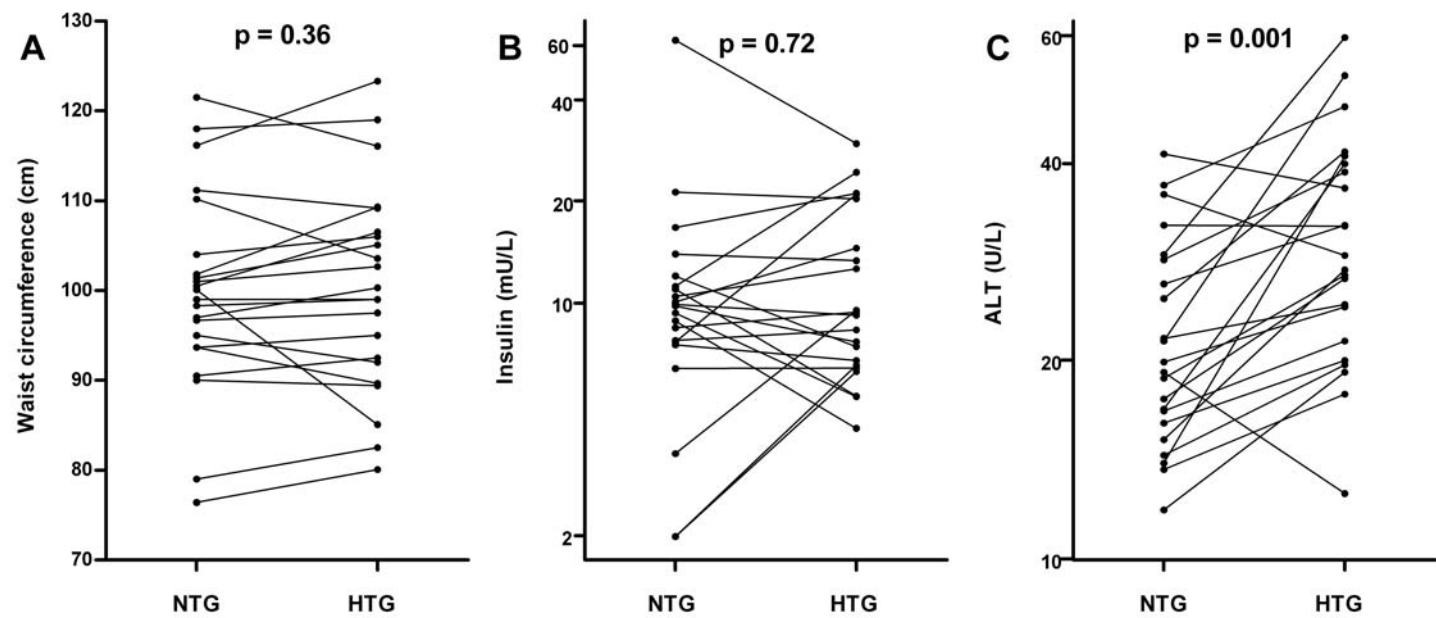 A
p = 0.36
Waist circumference (cm)
130
120
110
100
90
80
70
NTG HTG
B
p = 0.72
Insulin (mU/L)
60
40
20
10
2
NTG HTG
C
p = 0.001
ALT (U/L)
60
40
20
10
NTG HTG